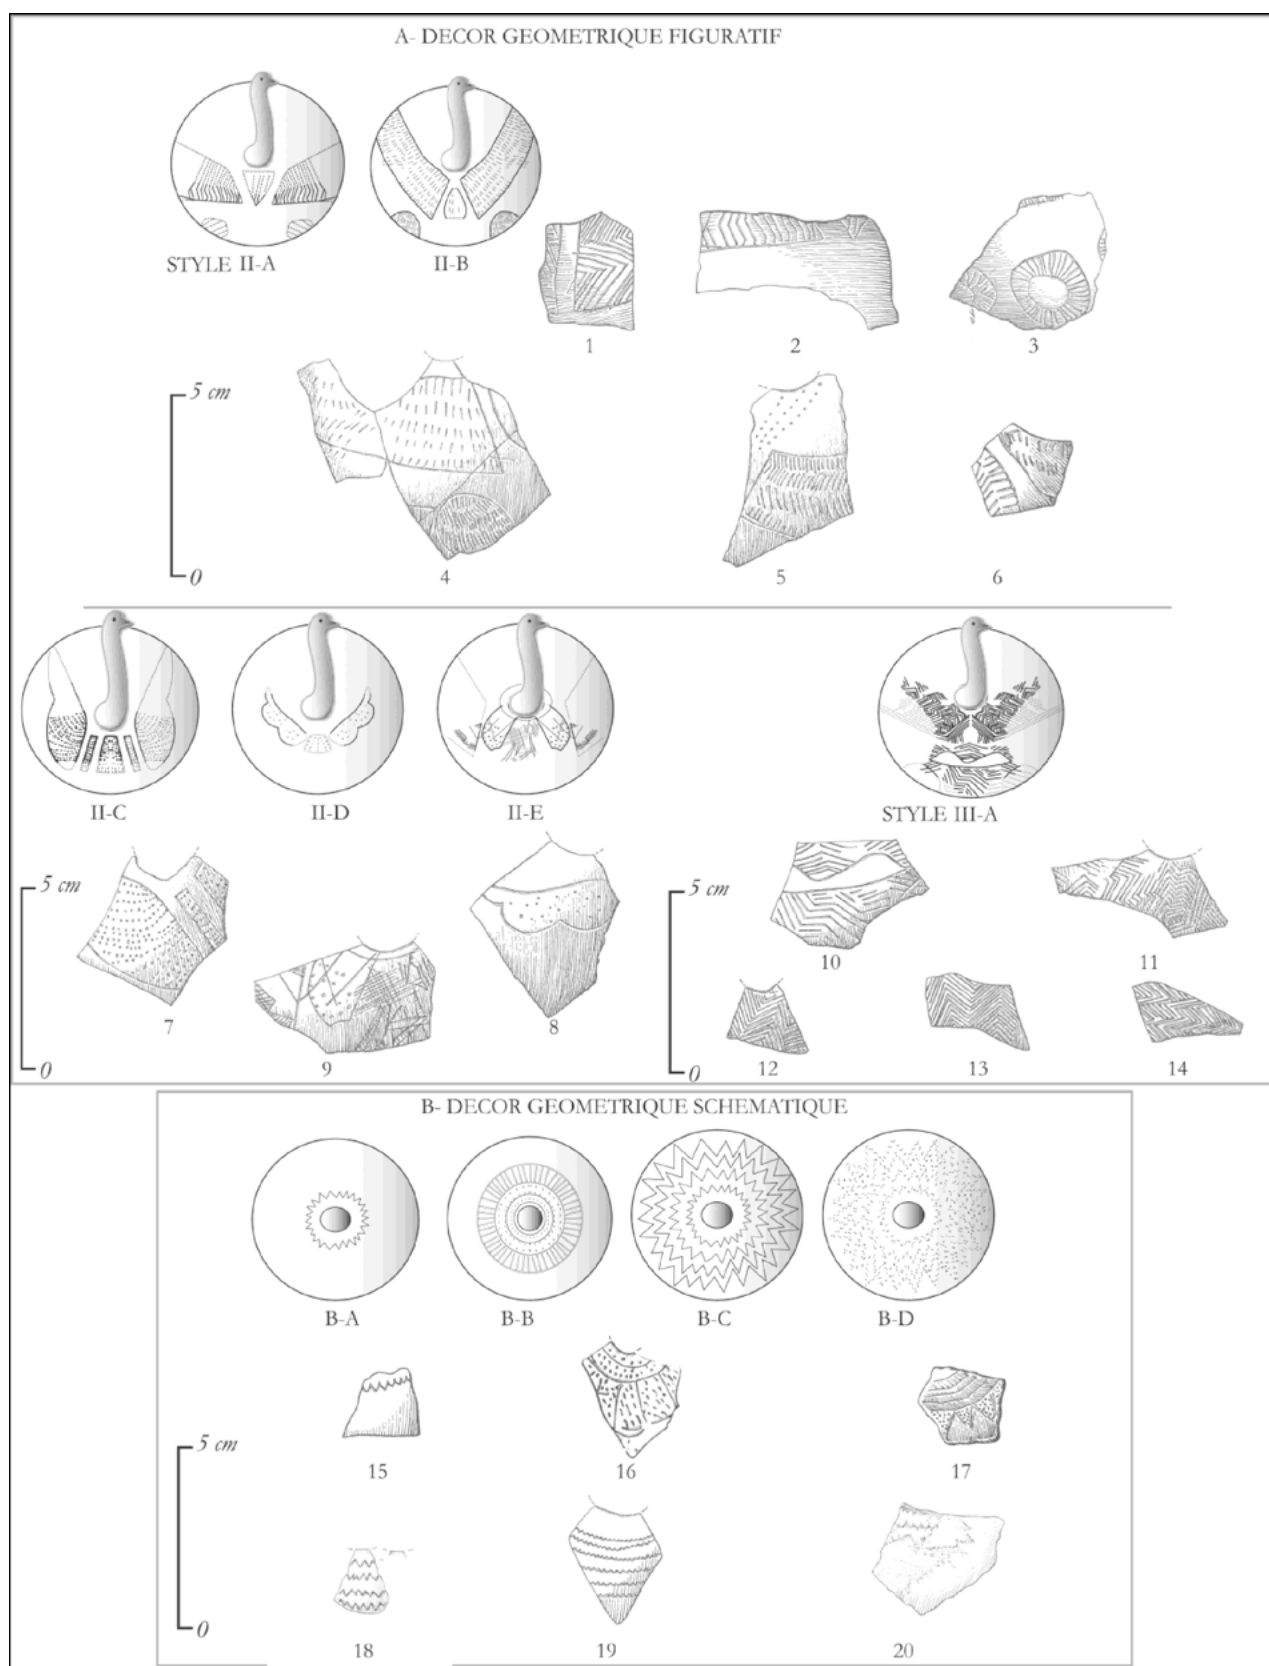 A- DECOR GEOMETRIQUE FIGURATIF
STYLE II-A
II-B
1
2
3
5 cm
0
4
5
6
II-C
II-D
II-E
STYLE III-A
5 cm
0
7
9
8
5 cm
0
10
11
12
13
14
B- DECOR GEOMETRIQUE SCHEMATIQUE
B-A
B-B
B-C
B-D
15
16
17
5 cm
0
18
19
20